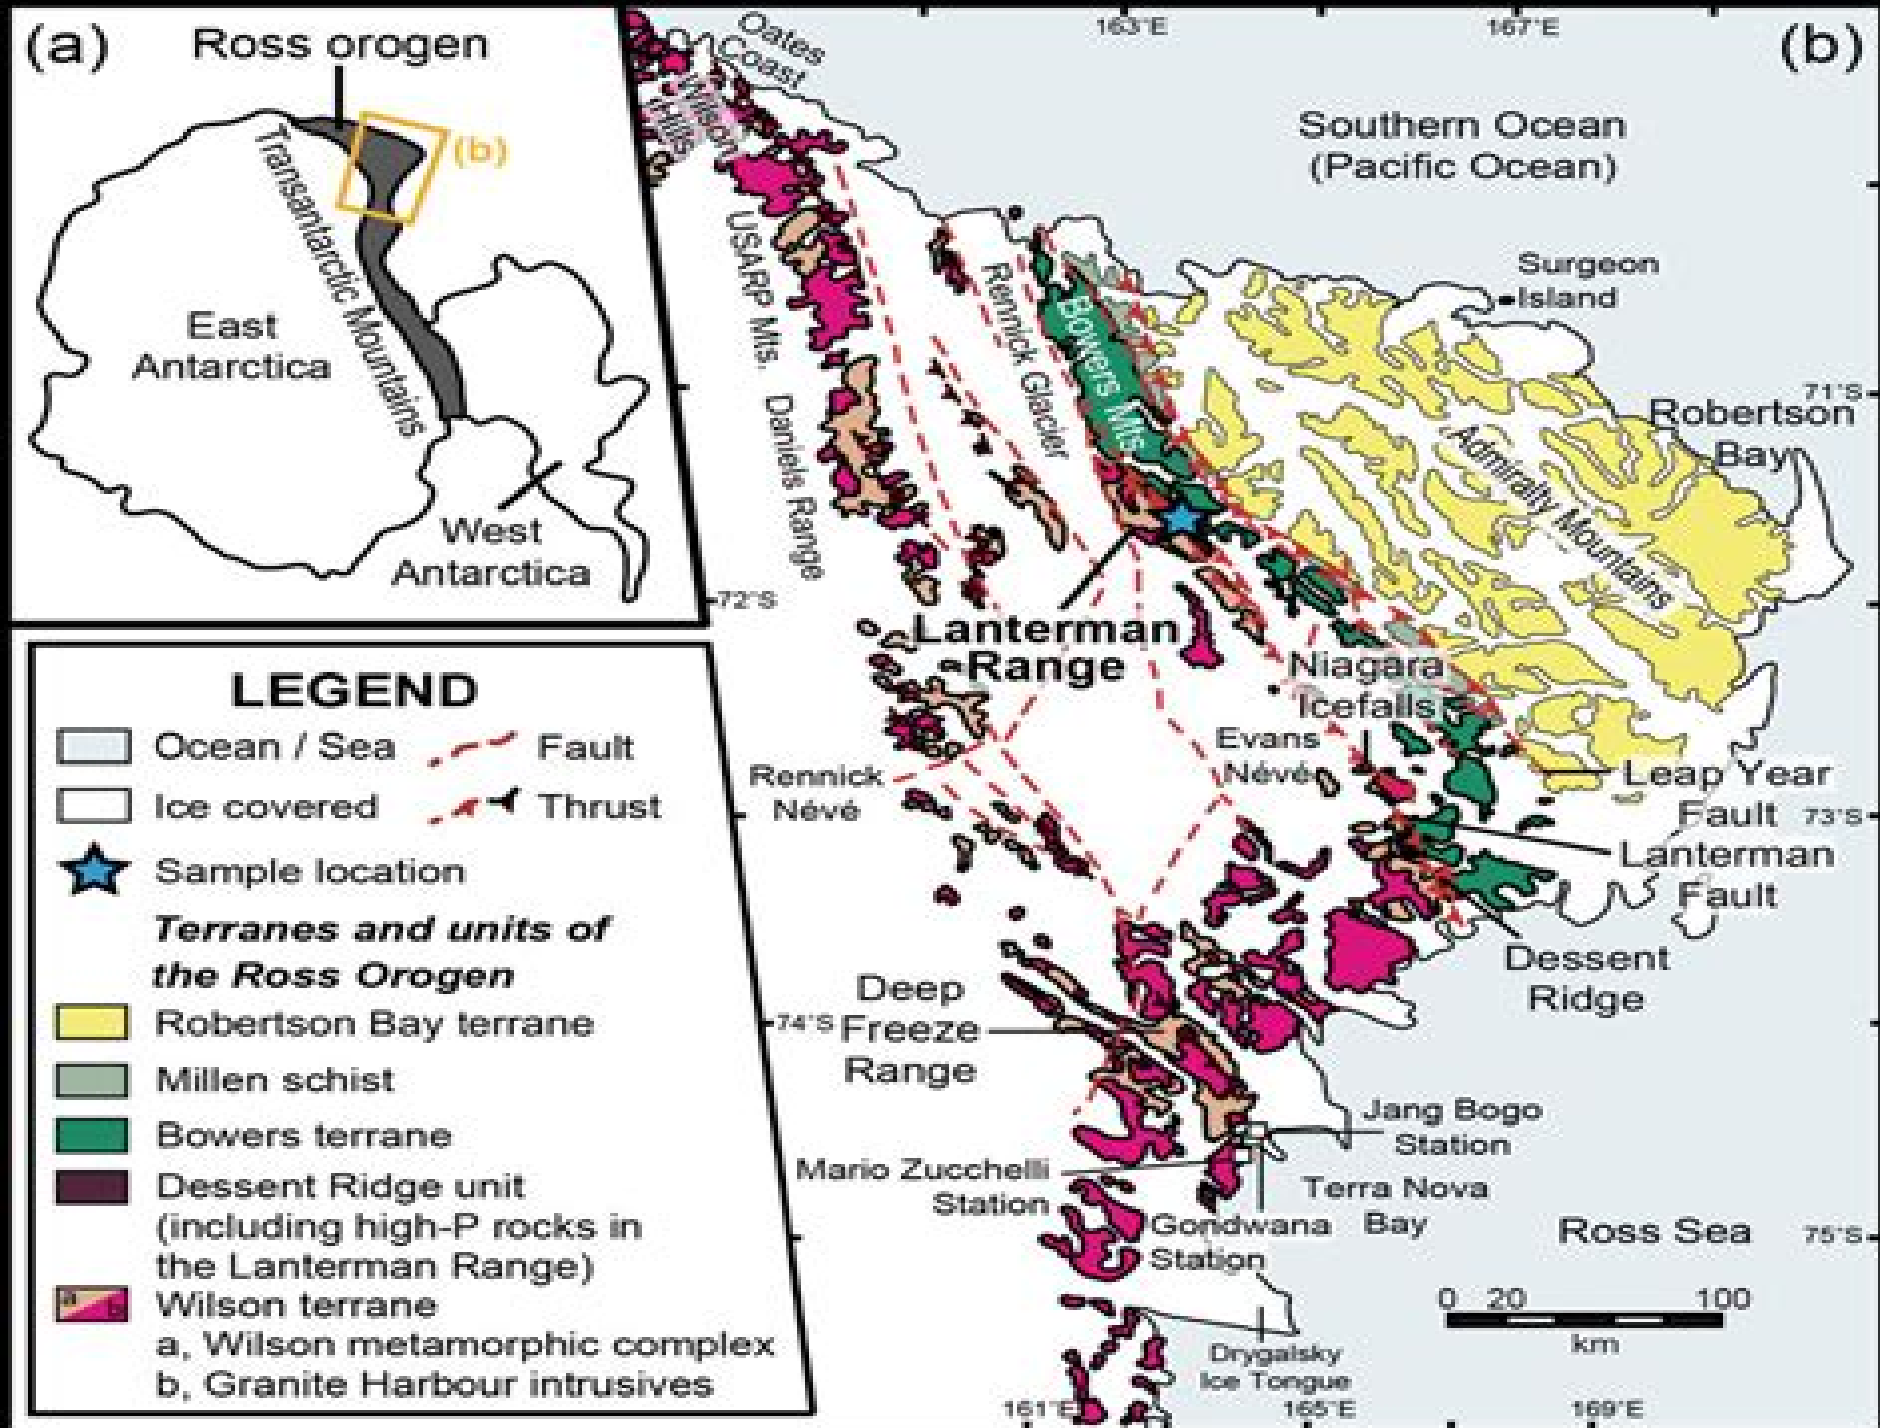 (a)
Ross orogen
(b)
Transantarctic Mountains
East
Antarctica
West
Antarctica
LEGEND
Ocean / Sea
Fault
Ice covered
Thrust
Sample location
Terranes and units of
the Ross Orogen
Robertson Bay terrane
Millen schist
Bowers terrane
Dessent Ridge unit
(including high-P rocks in
the Lanterman Range)
a
b
Wilson terrane
a, Wilson metamorphic complex
b, Granite Harbour intrusives
(b)
163°E
167°E
Oates
Coast
Wilson
Hills
Southern Ocean
(Pacific Ocean)
USARP Mts.
Rennick Glacier
Bowers Mts.
Surgeon
Island
71°S
Robertson
Bay
Daniels Range
Admiralty Mountains
72°S
Lanterman
Range
Niagara
Icefalls
Evans
Névé
Rennick
Névé
Leap Year
Fault
73°S
Lanterman
Fault
Dessent
Ridge
Deep
Freeze
Range
74°S
Jang Bogo
Station
Mario Zucchelli
Station
Terra Nova
Bay
Gondwana
Station
Ross Sea
75°S
0 20 100
km
Drygalsky
Ice Tongue
161°E
165°E
169°E